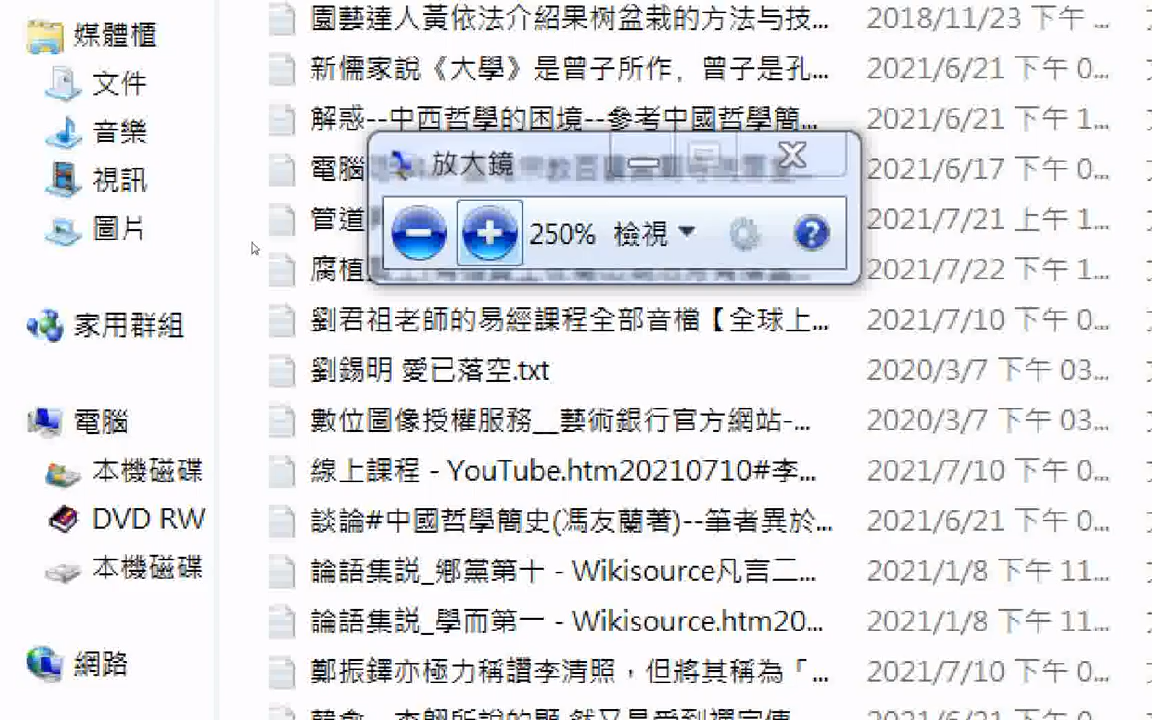 媒體櫃
文件
音樂
視訊
圖片
家用群組
電腦
本機磁碟
DVD RW
本機磁碟
網路
園藝達人黃依法介紹果树盆栽的方法与技... 2018/11/23 下午 ...
新儒家說《大學》是曾子所作，曾子是孔... 2021/6/21 下午 0...
解惑--中西哲學的困境--參考中國哲學簡... 2021/6/21 下午 1...
電腦 2021/6/17 下午 0...
管道 2021/7/21 上午 1...
腐植 2021/7/22 下午 1...
放大鏡
250% 檢視
劉君祖老師的易經課程全部音檔【全球上... 2021/7/10 下午 0...
劉錫明 愛已落空.txt 2020/3/7 下午 03...
數位圖像授權服務__藝術銀行官方網站-... 2020/3/7 下午 03...
線上課程 - YouTube.htm20210710#李... 2021/7/10 下午 0...
談論#中國哲學簡史(馮友蘭著)--筆者異於... 2021/6/21 下午 0...
論語集説_鄉黨第十 - Wikisource凡言二... 2021/1/8 下午 11...
論語集説_學而第一 - Wikisource.htm20... 2021/1/8 下午 11...
鄭振鐸亦極力稱讚李清照，但將其稱為「... 2021/7/10 下午 0...